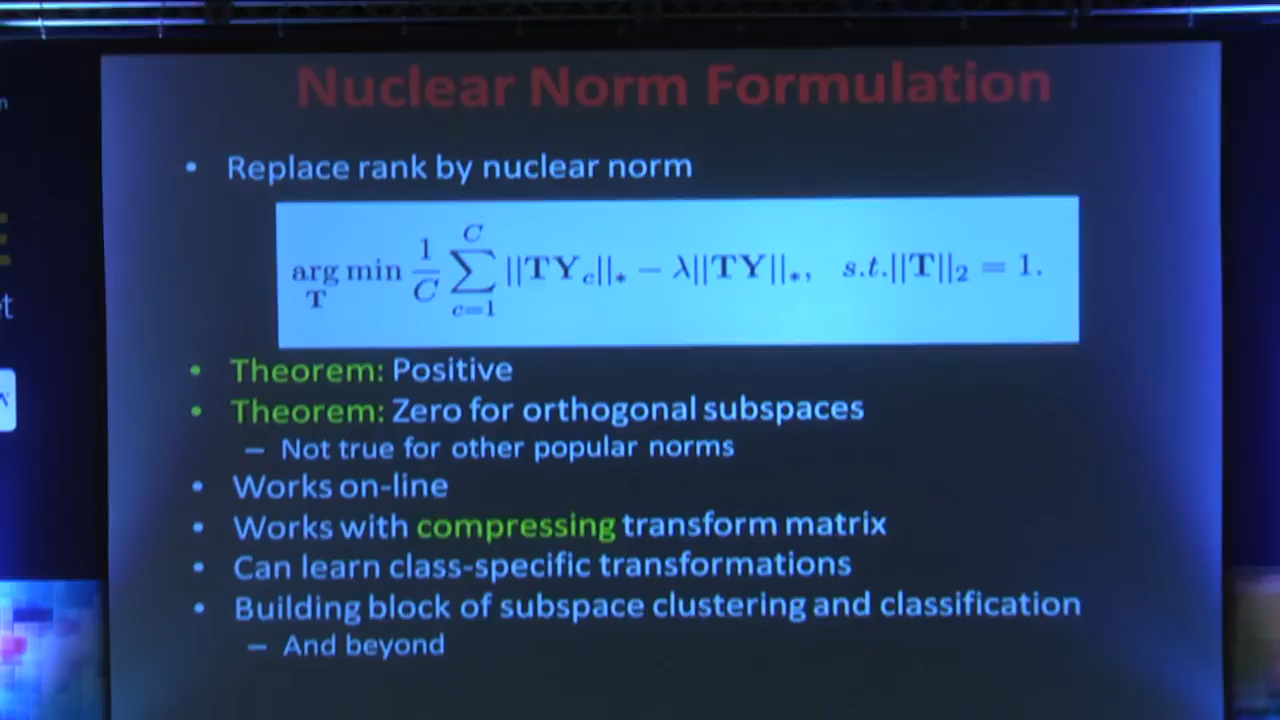 Nuclear Norm Formulation
• Replace rank by nuclear norm
arg min_T 1/C ∑_{c=1}^{C} ||TY_c||_* − λ||TY||_*, s.t.||T||_2 = 1.
• Theorem: Positive
• Theorem: Zero for orthogonal subspaces
– Not true for other popular norms
• Works on-line
• Works with compressing transform matrix
• Can learn class-specific transformations
• Building block of subspace clustering and classification
– And beyond